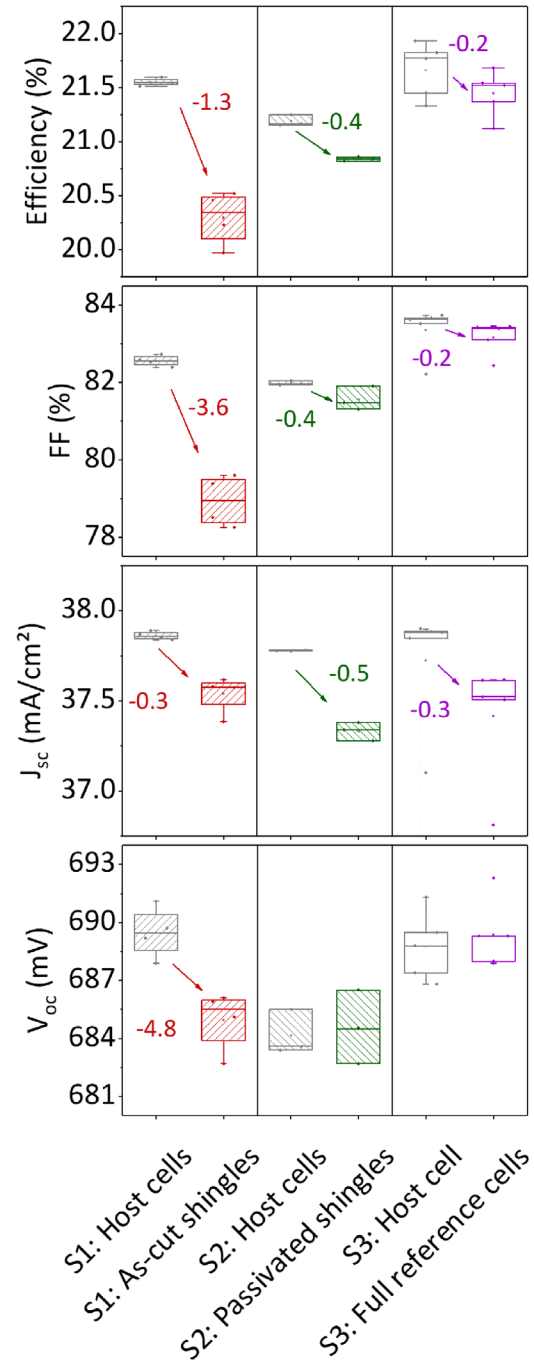 Efficiency (%)
22.0
21.5
21.0
20.5
20.0
-1.3
-0.4
-0.2
FF (%)
84
82
80
78
-3.6
-0.4
-0.2
Jsc (mA/cm²)
38.0
37.5
37.0
-0.3
-0.5
-0.3
Voc (mV)
693
690
687
684
681
-4.8
S1: Host cells
S1: As-cut shingles
S2: Host cells
S2: Passivated shingles
S3: Host cell
S3: Full reference cells